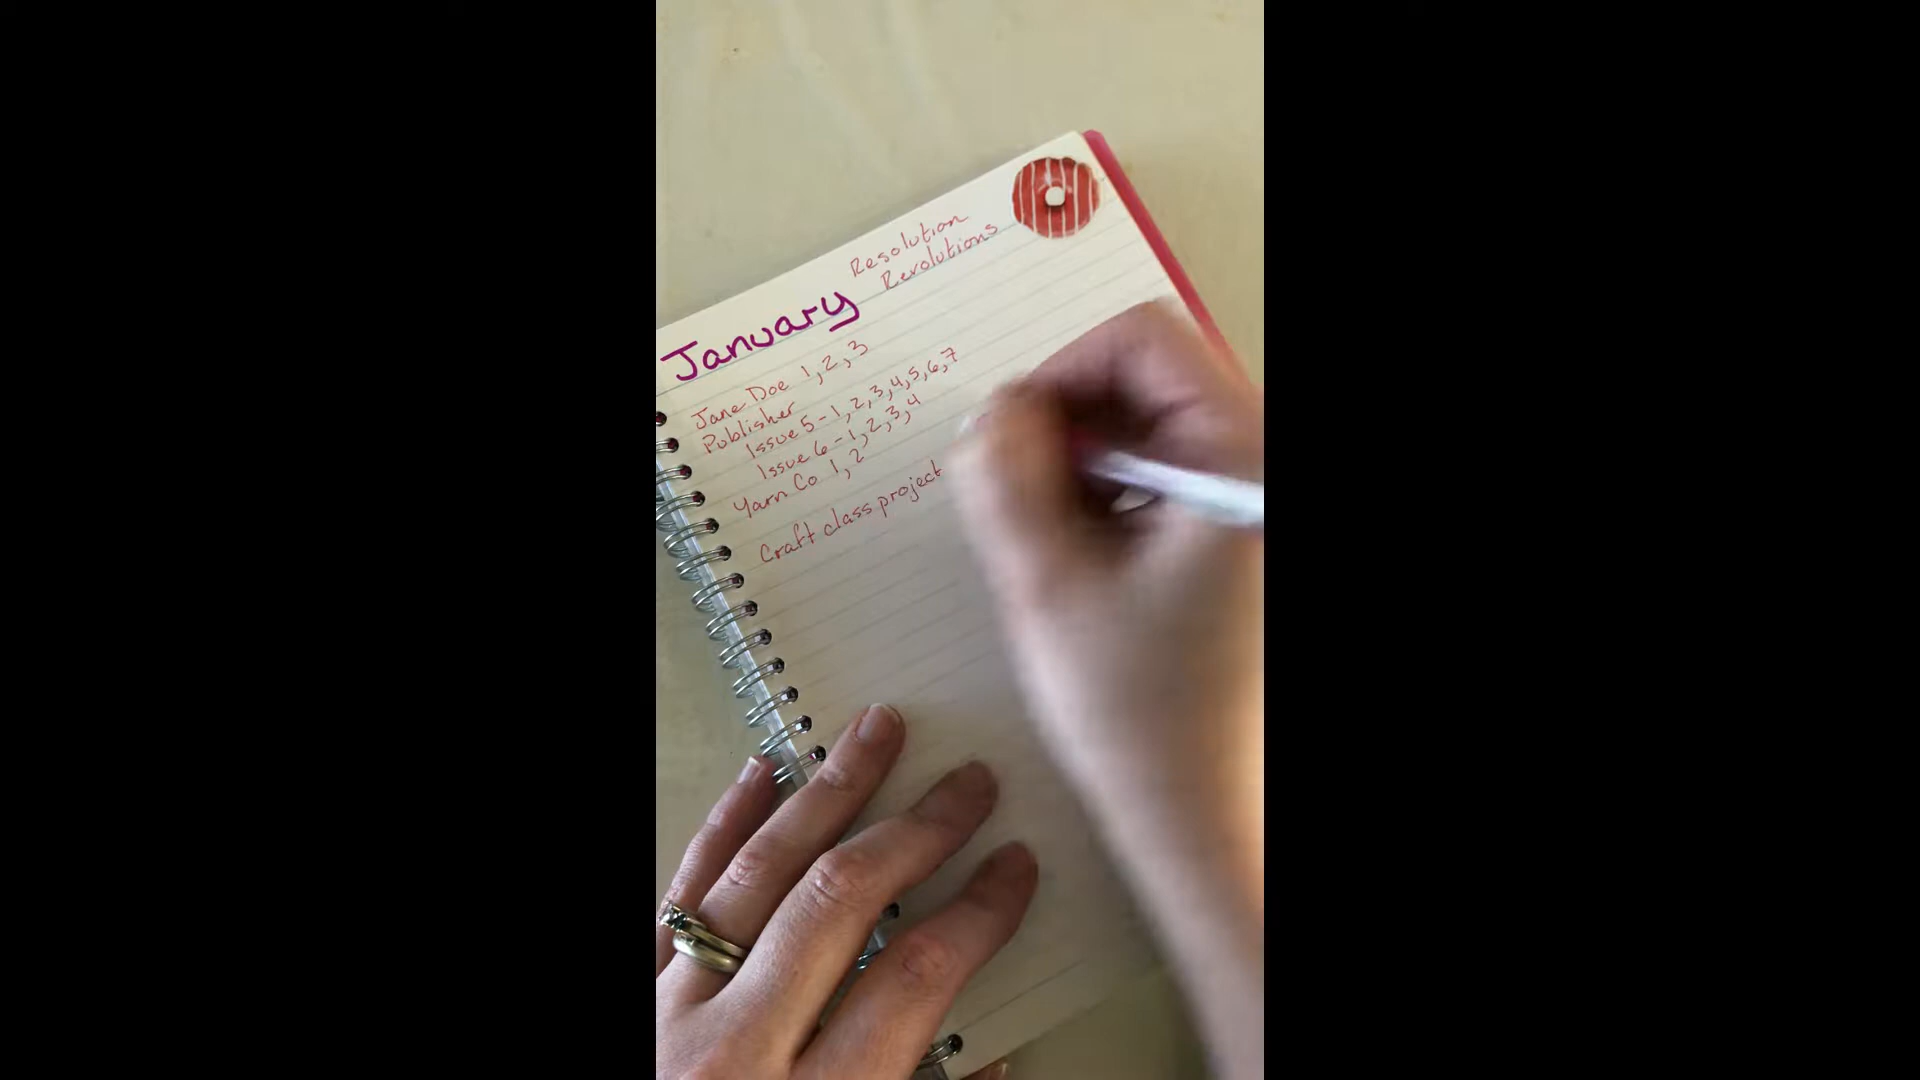 Resolution
Revolutions
January
Jane Doe 1, 2, 3
Publisher
Issue 5 - 1, 2, 3, 4, 5, 6, 7
Issue 6 - 1, 2, 3, 4
Yarn Co 1, 2
Craft class project